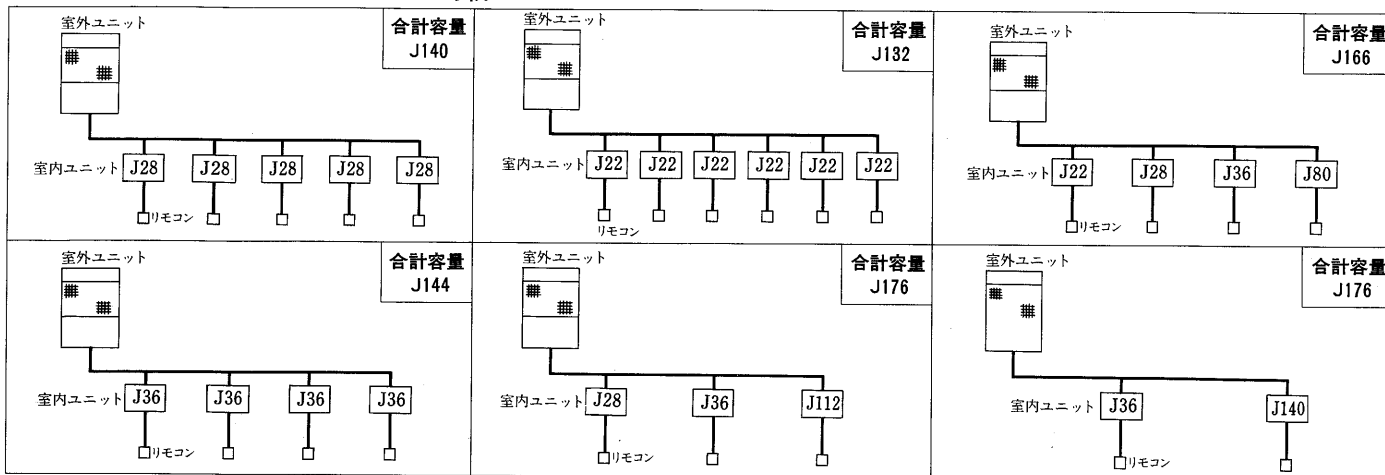 室外ユニット
合計容量
J140
室内ユニット J28 J28 J28 J28 J28
リモコン
室外ユニット
合計容量
J132
室内ユニット J22 J22 J22 J22 J22 J22
リモコン
室外ユニット
合計容量
J166
室内ユニット J22 J28 J36 J80
リモコン
室外ユニット
合計容量
J144
室内ユニット J36 J36 J36 J36
リモコン
室外ユニット
合計容量
J176
室内ユニット J28 J36 J112
リモコン
室外ユニット
合計容量
J176
室内ユニット J36 J140
リモコン